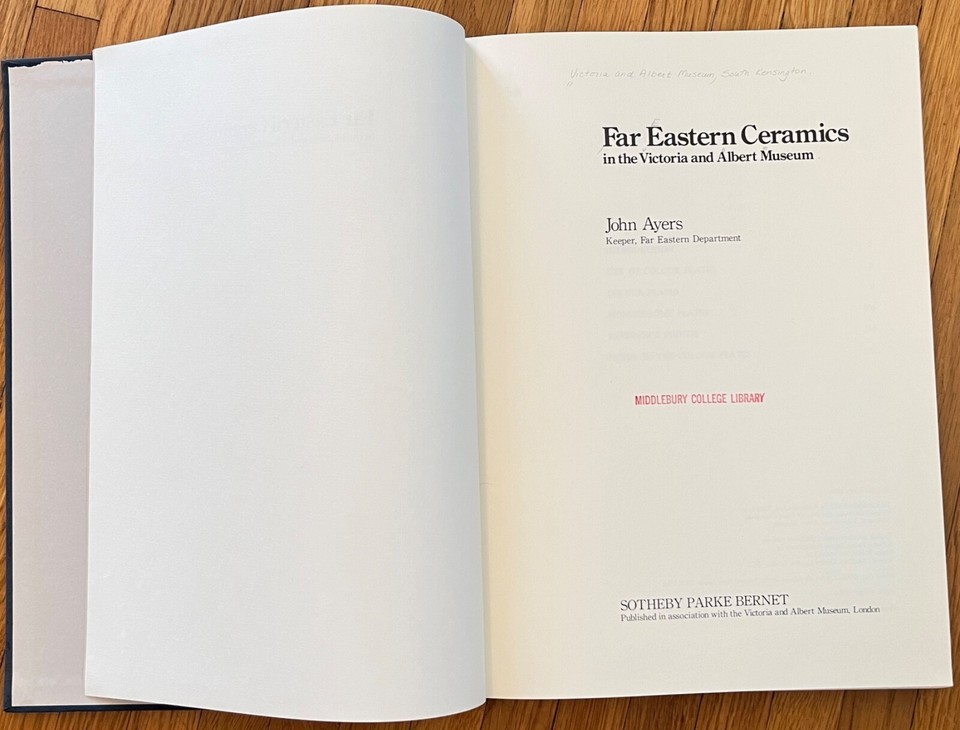 Victoria and Albert Museum, South Kensington.
Far Eastern Ceramics
in the Victoria and Albert Museum
John Ayers
Keeper, Far Eastern Department
MIDDLEBURY COLLEGE LIBRARY
SOTHEBY PARKE BERNET
Published in association with the Victoria and Albert Museum, London